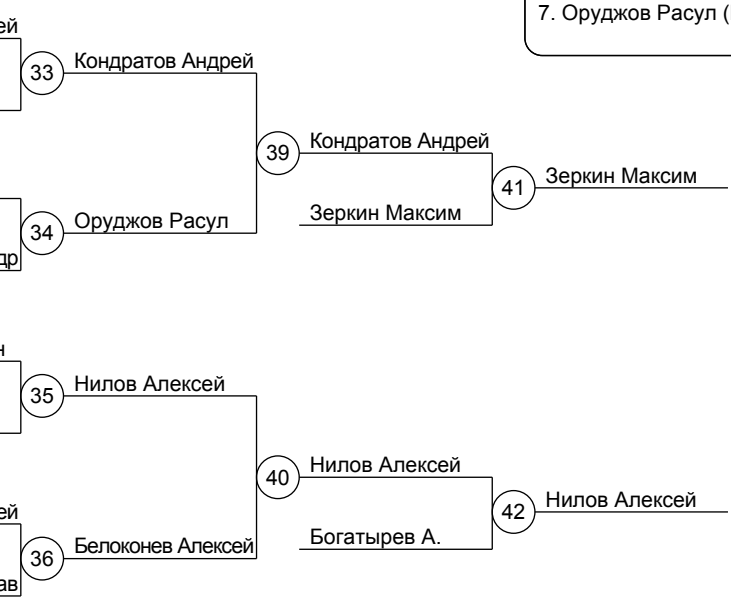 7. Оруджов Расул (
33 Кондратов Андрей
39 Кондратов Андрей
41 Зеркин Максим
Зеркин Максим
34 Оруджов Расул
35 Нилов Алексей
40 Нилов Алексей
42 Нилов Алексей
Богатырев А.
36 Белоконев Алексей